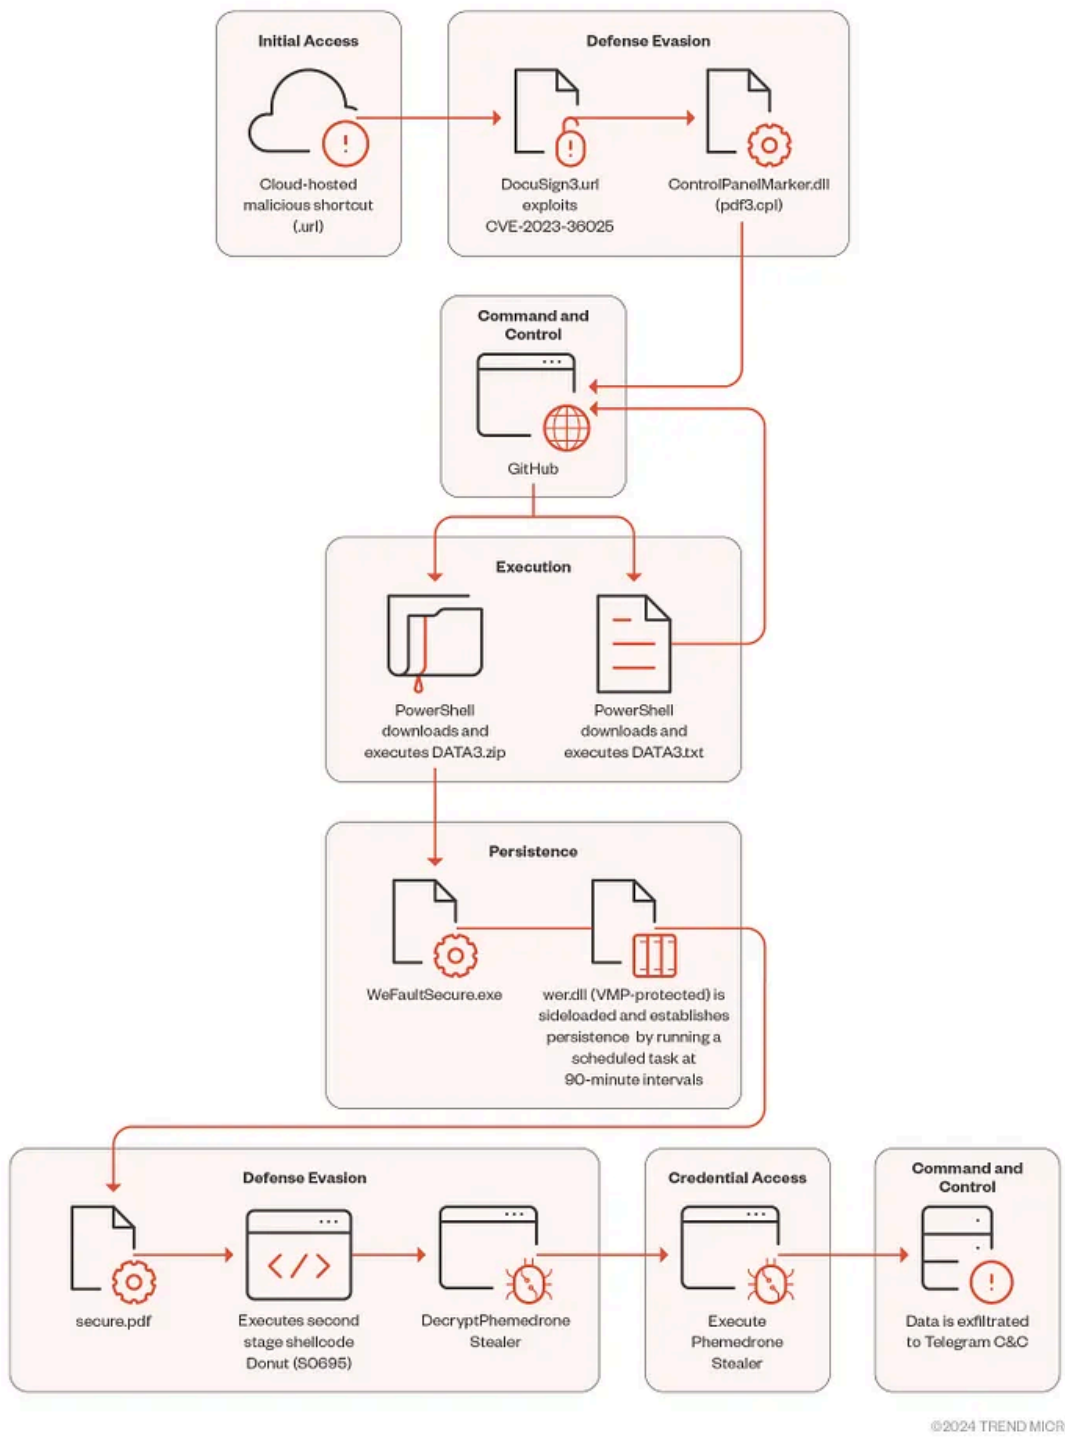 Initial Access
Cloud-hosted
malicious shortcut
(.url)
Defense Evasion
DocuSign3.url
exploits
CVE-2023-36025
ControlPanelMarker.dll
(pdf3.cpl)
Command and
Control
GitHub
Execution
PowerShell
downloads and
executes DATA3.zip
PowerShell
downloads and
executes DATA3.txt
Persistence
WeFaultSecure.exe
wer.dll (VMP-protected) is
sideloaded and establishes
persistence by running a
scheduled task at
90-minute intervals
Defense Evasion
secure.pdf
Executes second
stage shellcode
Donut (S0695)
DecryptPhemedrone
Stealer
Credential Access
Execute
Phemedrone
Stealer
Command and
Control
Data is exfiltrated
to Telegram C&C
©2024 TREND MICR